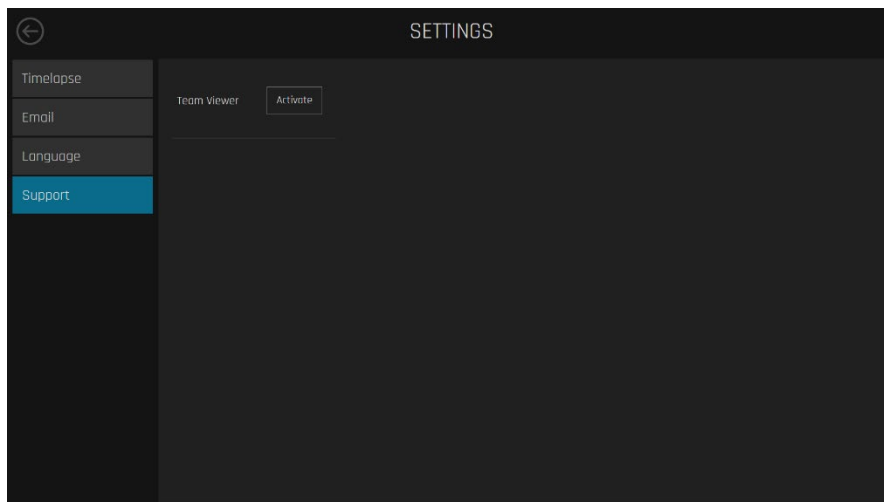 SETTINGS
Timelapse
Email
Language
Support
Team Viewer
Activate